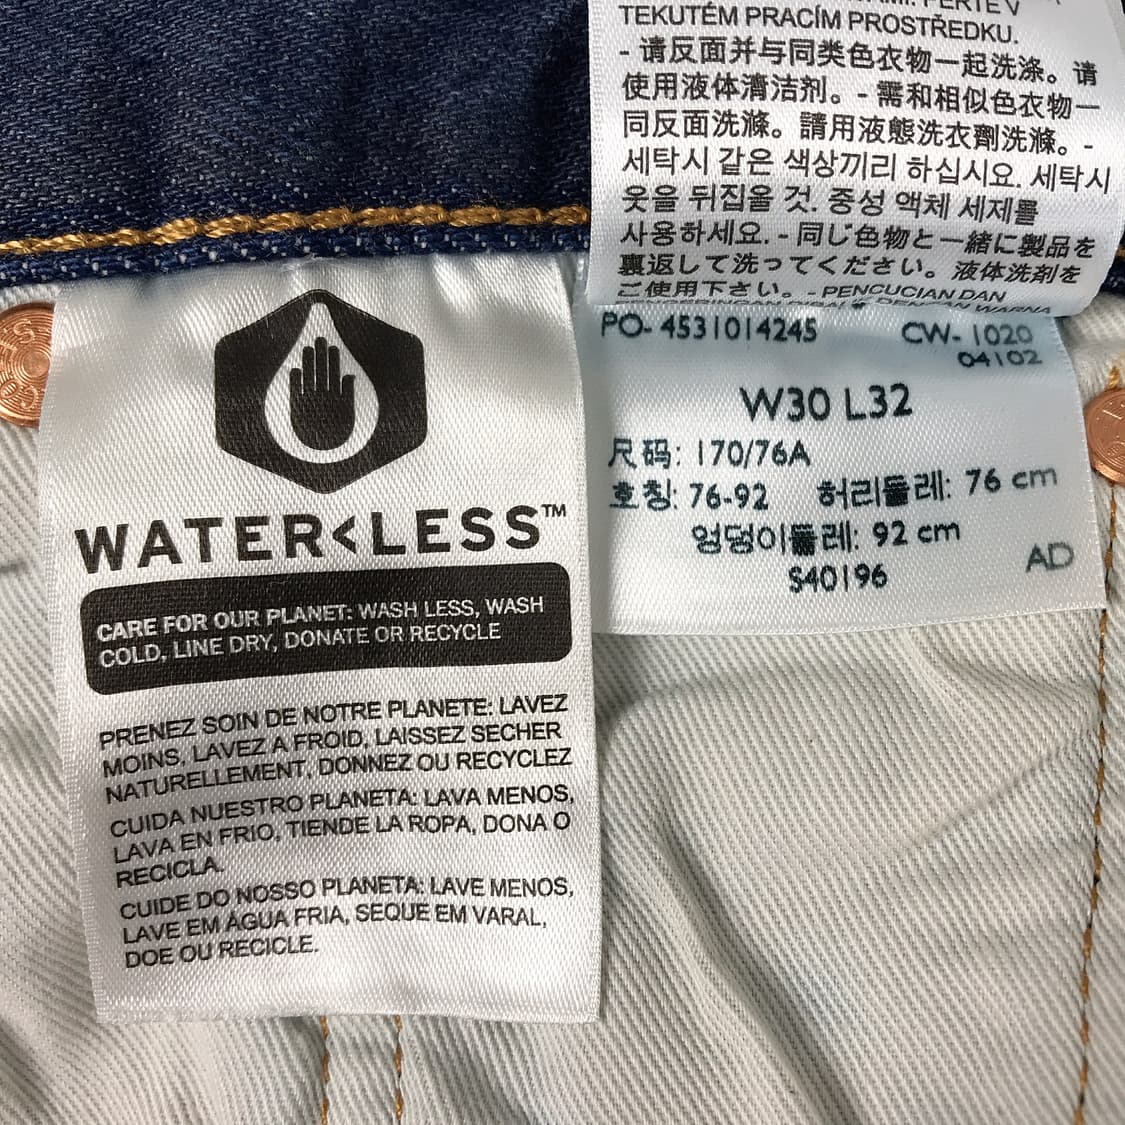 WATER<LESS™
CARE FOR OUR PLANET: WASH LESS, WASH
COLD, LINE DRY, DONATE OR RECYCLE
PRENEZ SOIN DE NOTRE PLANETE: LAVEZ
MOINS, LAVEZ A FROID, LAISSEZ SECHER
NATURELLEMENT, DONNEZ OU RECYCLEZ
CUIDA NUESTRO PLANETA: LAVA MENOS,
LAVA EN FRIO, TIENDE LA ROPA, DONA O
RECICLA.
CUIDE DO NOSSO PLANETA: LAVE MENOS,
LAVE EM ÁGUA FRIA, SEQUE EM VARAL,
DOE OU RECICLE.
TEKUTÉM PRACÍM PROSTŘEDKU.
- 请反面并与同类色衣物一起洗涤。请
使用液体清洁剂。- 需和相似色衣物一
同反面洗滌。請用液態洗衣劑洗滌。-
세탁시 같은 색상끼리 하십시요. 세탁시
옷을 뒤집을 것. 중성 액체 세제를
사용하세요. - 同じ色物と一緒に製品を
裏返して洗ってください。液体洗剤を
ご使用下さい。- PENCUCIAN DAN
DENGAN WARNA
PO- 4531014245 CW- 1020
04102
W30 L32
尺码: 170/76A
호칭: 76-92 허리둘레: 76 cm
엉덩이둘레: 92 cm
AD
S40196